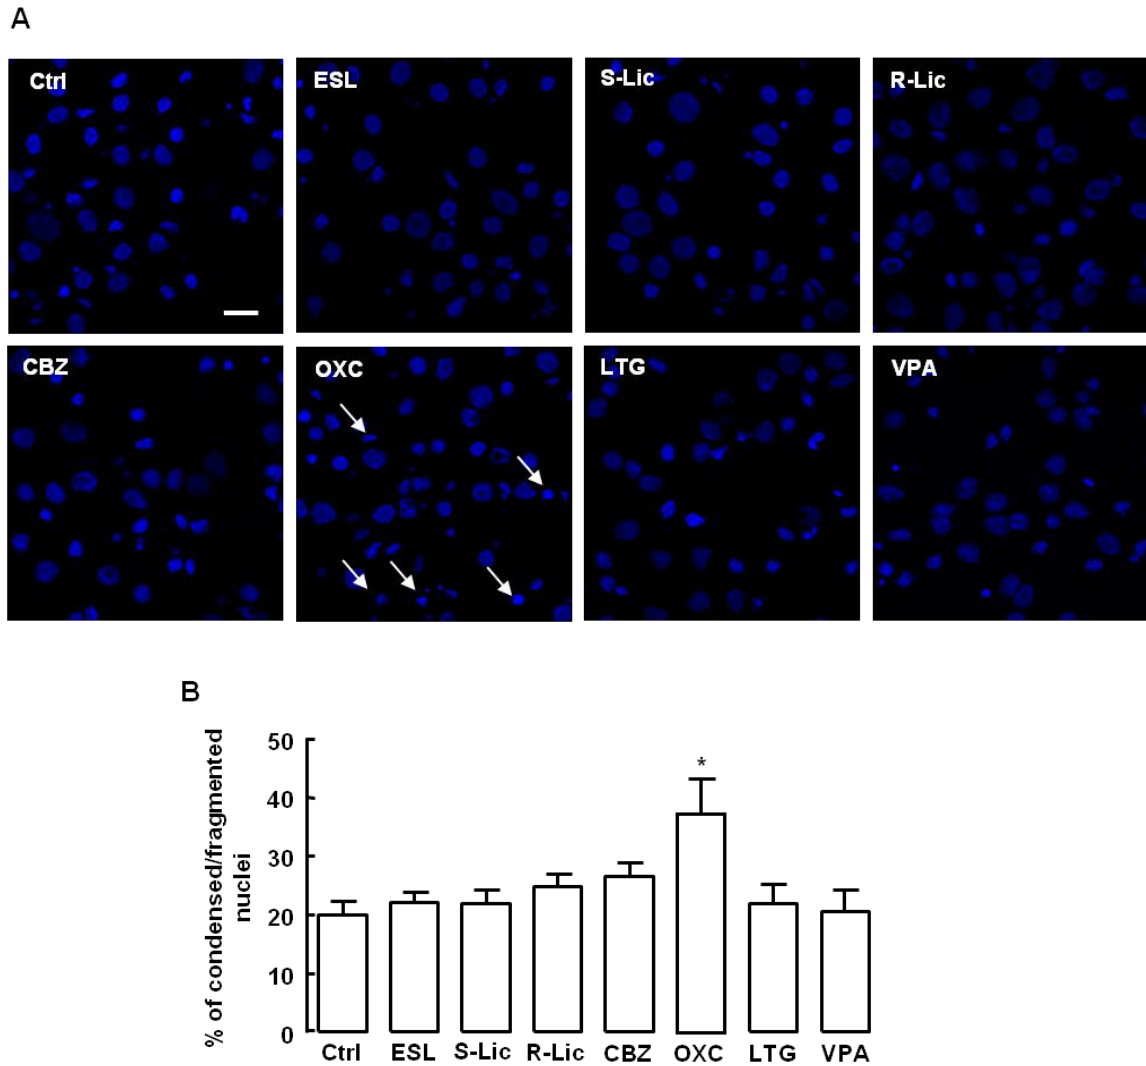 A
Ctrl
ESL
S-Lic
R-Lic
CBZ
OXC
LTG
VPA
B
% of condensed/fragmented
nuclei
50
40
30
20
10
0
*
Ctrl ESL S-Lic R-Lic CBZ OXC LTG VPA